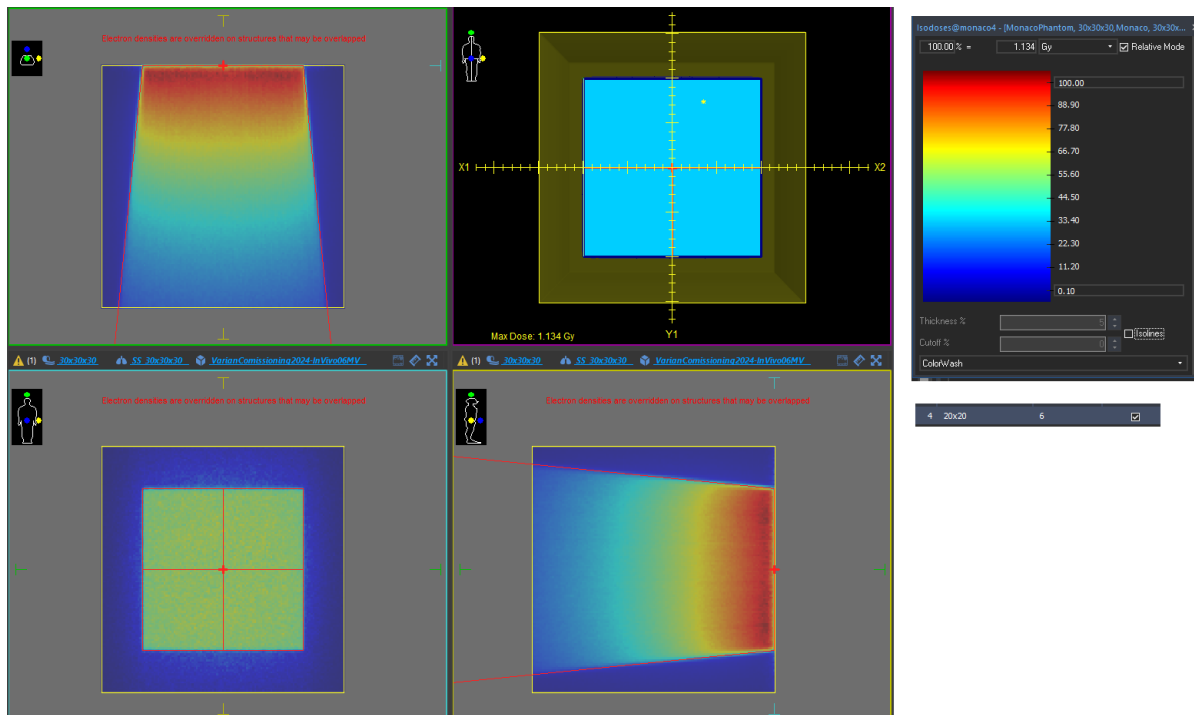 Electron densities are overridden on structures that may be overlapped
X1
X2
Max Dose: 1.134 Gy
Y1
(1) 30x30x30 SS_30x30x30 VarianComissioning2024-InVivo06MV
(1) 30x30x30 SS_30x30x30 VarianComissioning2024-InVivo06MV
Electron densities are overridden on structures that may be overlapped
Electron densities are overridden on structures that may be overlapped
Isodoses@monaco4 - [MonacoPhantom, 30x30x30,Monaco, 30x30x...
100.00 % = 1.134 Gy Relative Mode
100.00
88.90
77.80
66.70
55.60
44.50
33.40
22.30
11.20
0.10
Thickness % 5
Isolines
Cutoff % 0
ColorWash
4 20x20 6